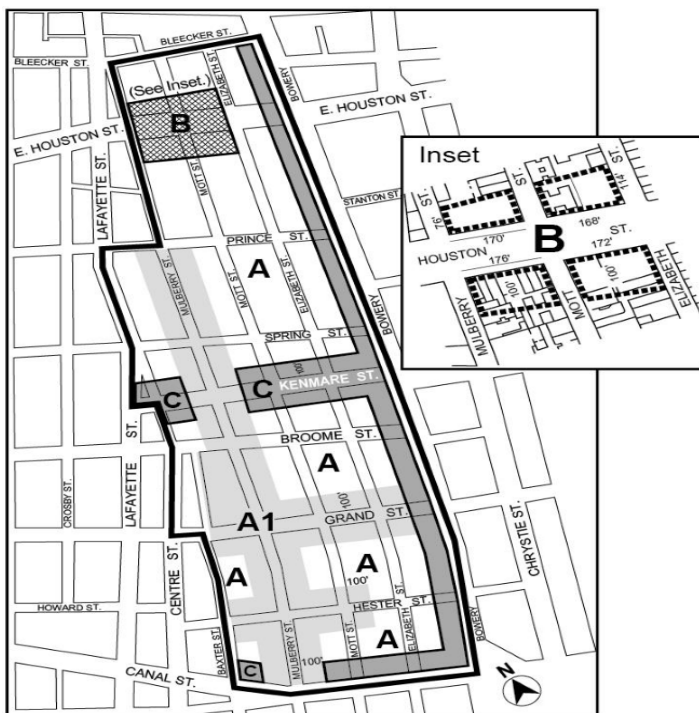 BLEECKER ST.
BLEECKER ST.
ELIZABETH ST.
BOWERY
(See Inset.)
E. HOUSTON ST.
E. HOUSTON ST.
B
LAFAYETTE ST.
MOTT ST.
STANTON ST.
Inset
ST.
ST.
ST.
76'
114'
170'
168'
B
HOUSTON
ST.
176'
172'
100'
100'
MULBERRY
MOTT
ELIZABETH
PRINCE ST.
MULBERRY ST.
MOTT ST.
A
ELIZABETH ST.
BOWERY
SPRING ST.
100'
C
C
KENMARE ST.
BROOME ST.
CROSBY ST.
LAFAYETTE ST.
A
100'
A1
GRAND ST.
CENTRE ST.
CHRYSTIE ST.
A
A
100'
HOWARD ST.
HESTER ST.
BAXTER ST.
MULBERRY ST.
MOTT ST.
ELIZABETH ST.
A
BOWERY
CANAL ST.
C
100'
N